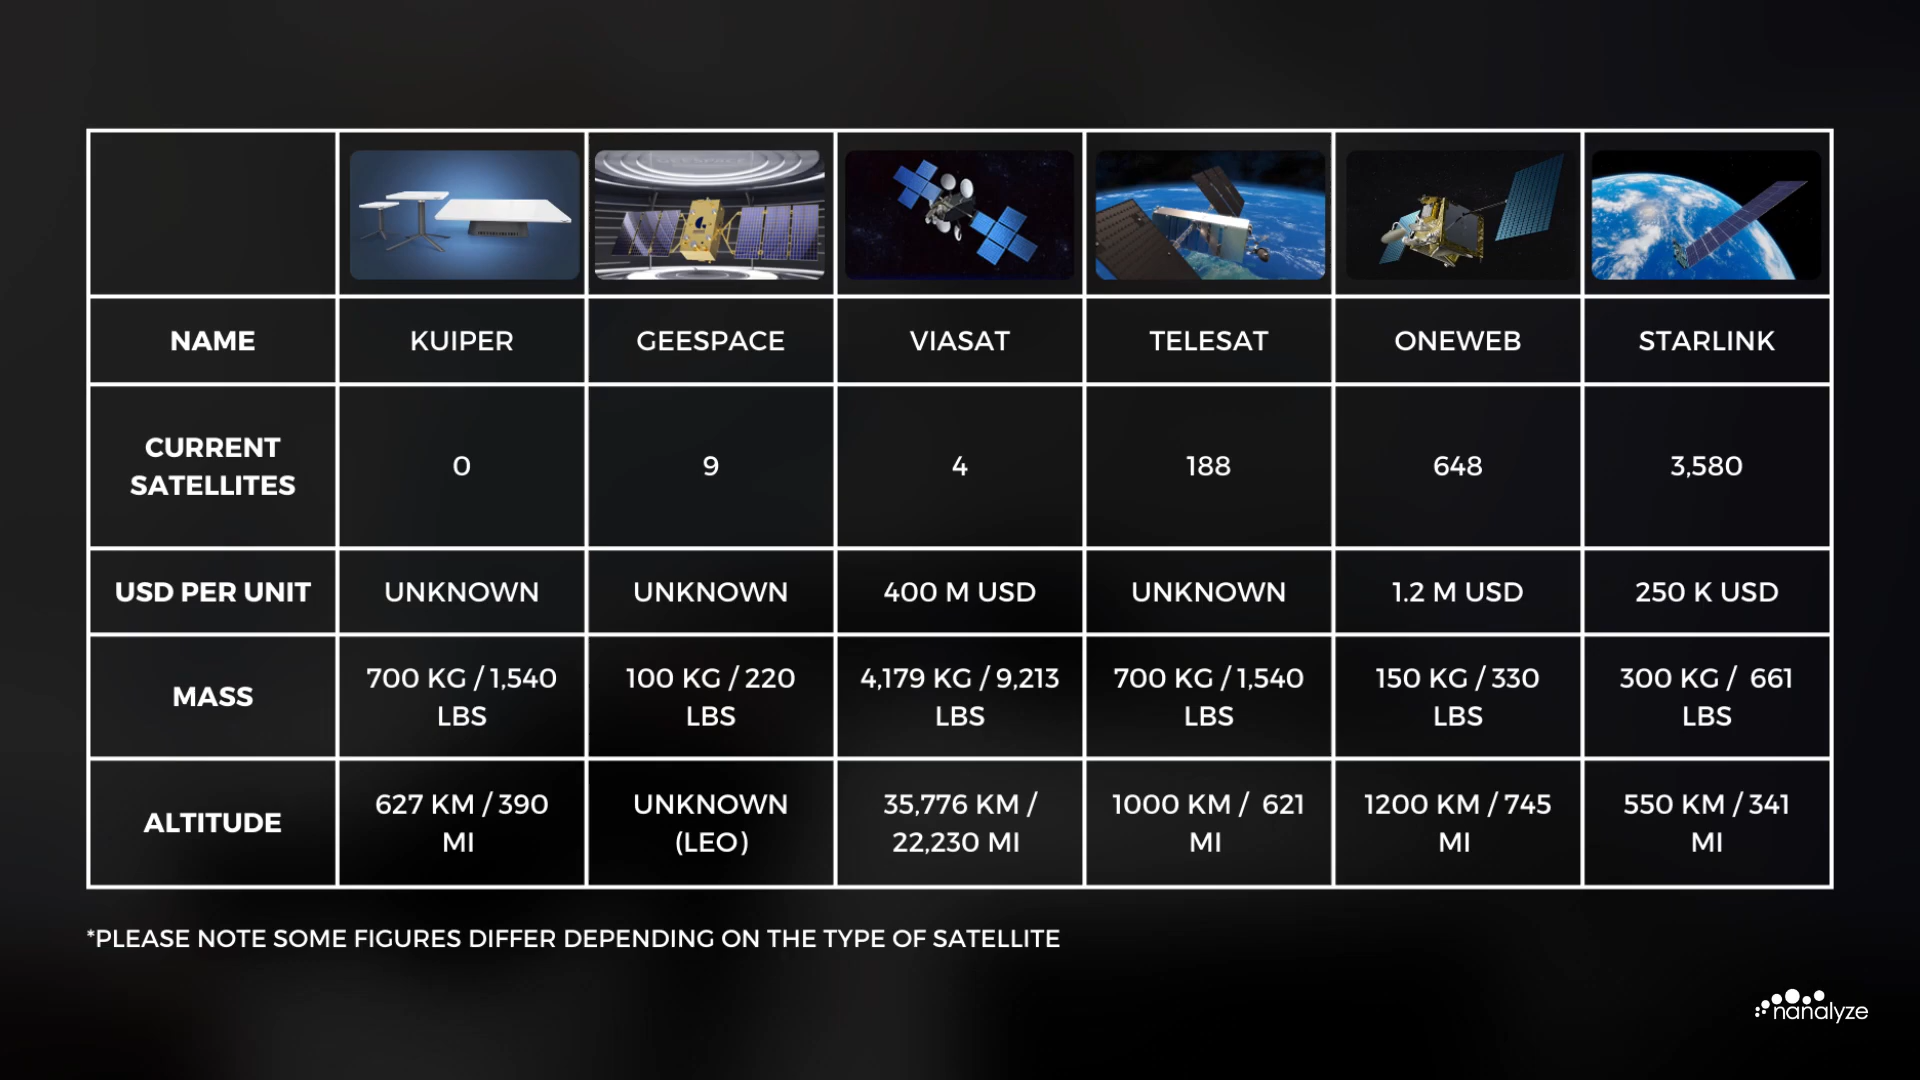 NAME
KUIPER
GEESPACE
VIASAT
TELESAT
ONEWEB
STARLINK
CURRENT
SATELLITES
0
9
4
188
648
3,580
USD PER UNIT
UNKNOWN
UNKNOWN
400 M USD
UNKNOWN
1.2 M USD
250 K USD
MASS
700 KG / 1,540
LBS
100 KG / 220
LBS
4,179 KG / 9,213
LBS
700 KG / 1,540
LBS
150 KG / 330
LBS
300 KG /  661
LBS
ALTITUDE
627 KM / 390
MI
UNKNOWN
(LEO)
35,776 KM /
22,230 MI
1000 KM /  621
MI
1200 KM / 745
MI
550 KM / 341
MI
*PLEASE NOTE SOME FIGURES DIFFER DEPENDING ON THE TYPE OF SATELLITE
nanalyze